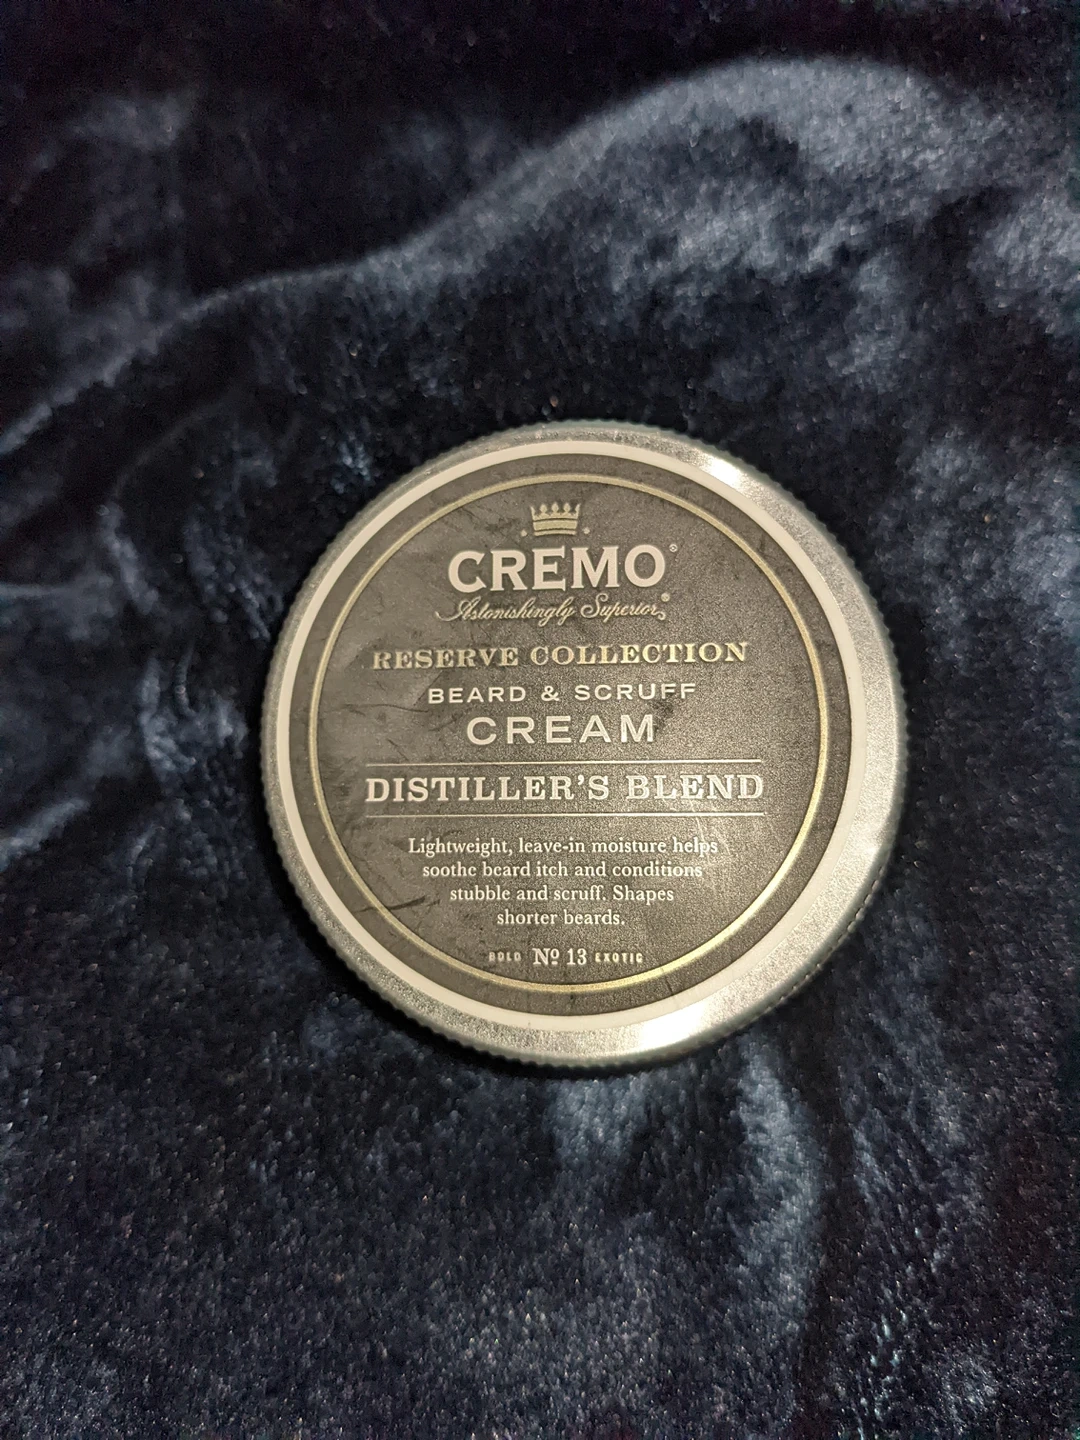 CREMO®
Astonishingly Superior®
RESERVE COLLECTION
BEARD & SCRUFF
CREAM
DISTILLER'S BLEND
Lightweight, leave-in moisture helps
soothe beard itch and conditions
stubble and scruff. Shapes
shorter beards.
BOLD Nº 13 EXOTIC